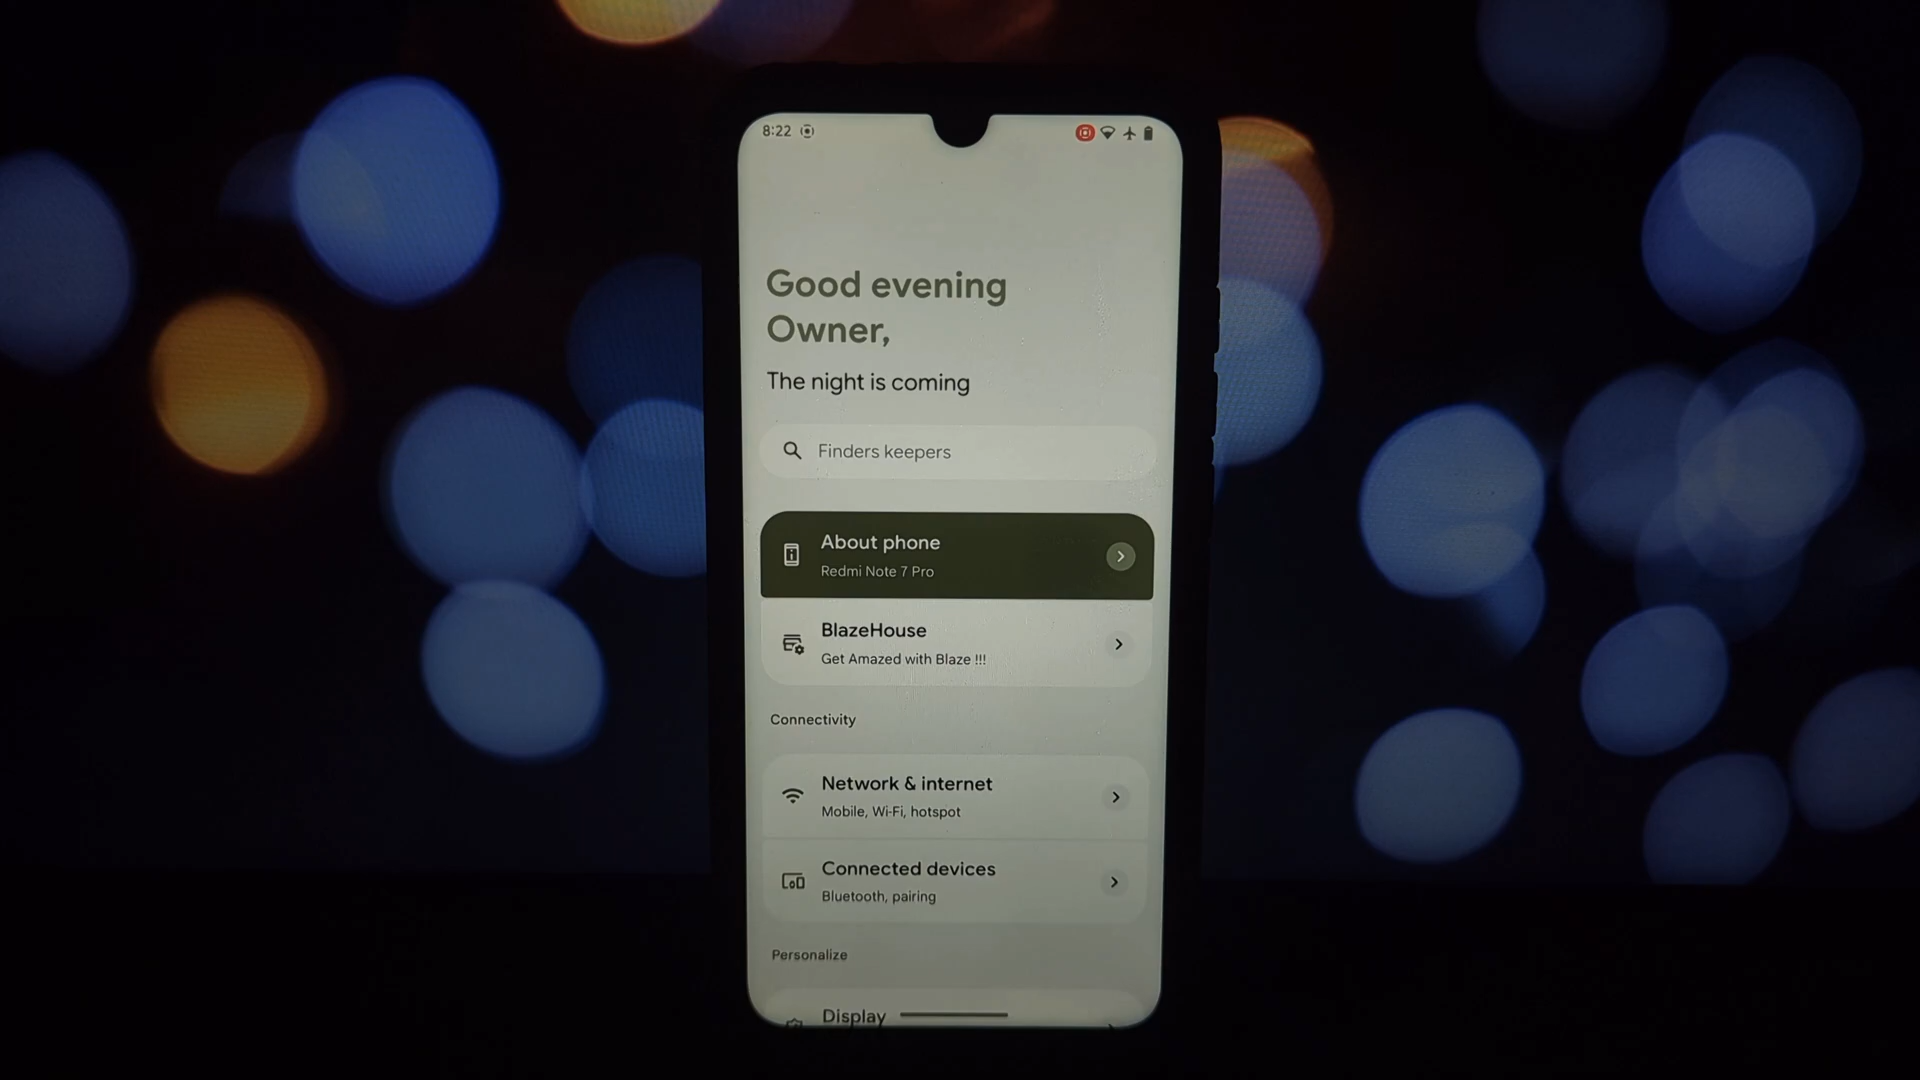 8:22
Good evening
Owner,
The night is coming
Finders keepers
About phone
Redmi Note 7 Pro
BlazeHouse
Get Amazed with Blaze !!!
Connectivity
Network & internet
Mobile, Wi-Fi, hotspot
Connected devices
Bluetooth, pairing
Personalize
Display